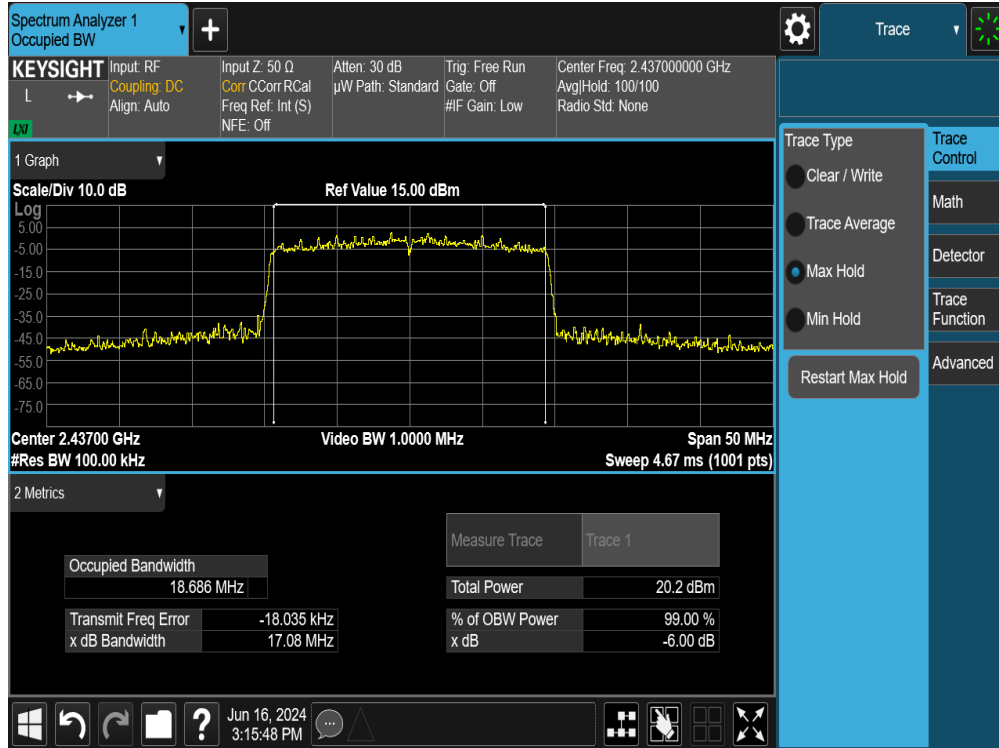 Spectrum Analyzer 1
Occupied BW
+
Trace
KEYSIGHT
L
LXI
Input: RF
Coupling: DC
Align: Auto
Input Z: 50 Ω
Corr CCorr RCal
Freq Ref: Int (S)
NFE: Off
Atten: 30 dB
µW Path: Standard
Trig: Free Run
Gate: Off
#IF Gain: Low
Center Freq: 2.437000000 GHz
Avg|Hold: 100/100
Radio Std: None
1 Graph
Scale/Div 10.0 dB
Ref Value 15.00 dBm
Log
5.00
-5.00
-15.0
-25.0
-35.0
-45.0
-55.0
-65.0
-75.0
Center 2.43700 GHz
Video BW 1.0000 MHz
Span 50 MHz
#Res BW 100.00 kHz
Sweep 4.67 ms (1001 pts)
2 Metrics
Measure Trace
Trace 1
Occupied Bandwidth
18.686 MHz
Total Power
20.2 dBm
Transmit Freq Error
-18.035 kHz
% of OBW Power
99.00 %
x dB Bandwidth
17.08 MHz
x dB
-6.00 dB
Trace Type
Clear / Write
Trace Average
Max Hold
Min Hold
Restart Max Hold
Trace
Control
Math
Detector
Trace
Function
Advanced
?
Jun 16, 2024
3:15:48 PM